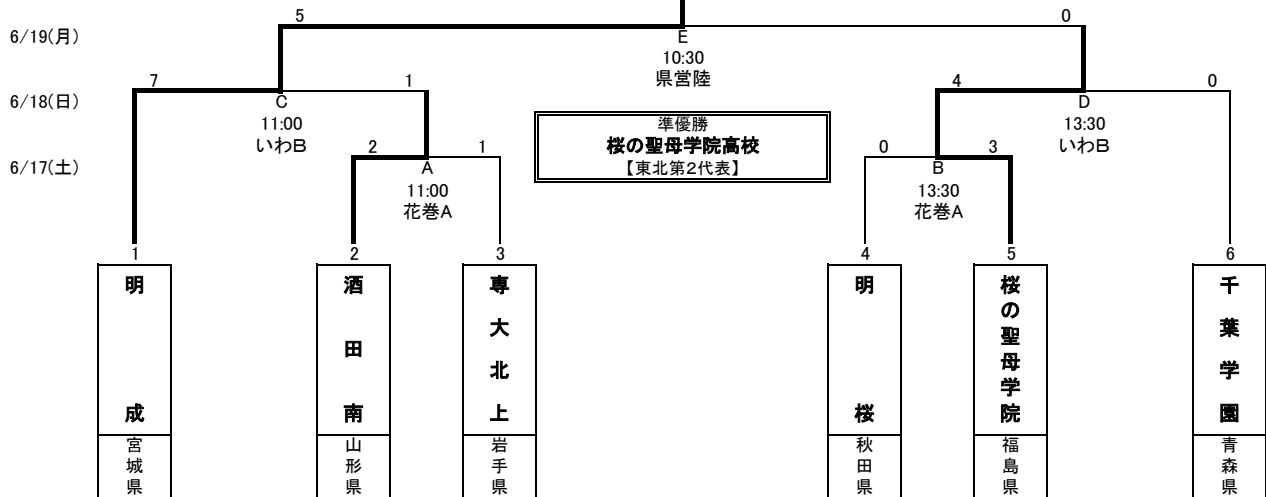 5
0
6/19(月)
E
10:30
県営陸
7
1
4
0
6/18(日)
C
11:00
いわB
D
13:30
いわB
準優勝
桜の聖母学院高校
【東北第2代表】
2
1
0
3
6/17(土)
A
11:00
花巻A
B
13:30
花巻A
1
2
3
4
5
6
明成
酒田南
専大北上
明桜
桜の聖母学院
千葉学園
宮城県
山形県
岩手県
秋田県
福島県
青森県